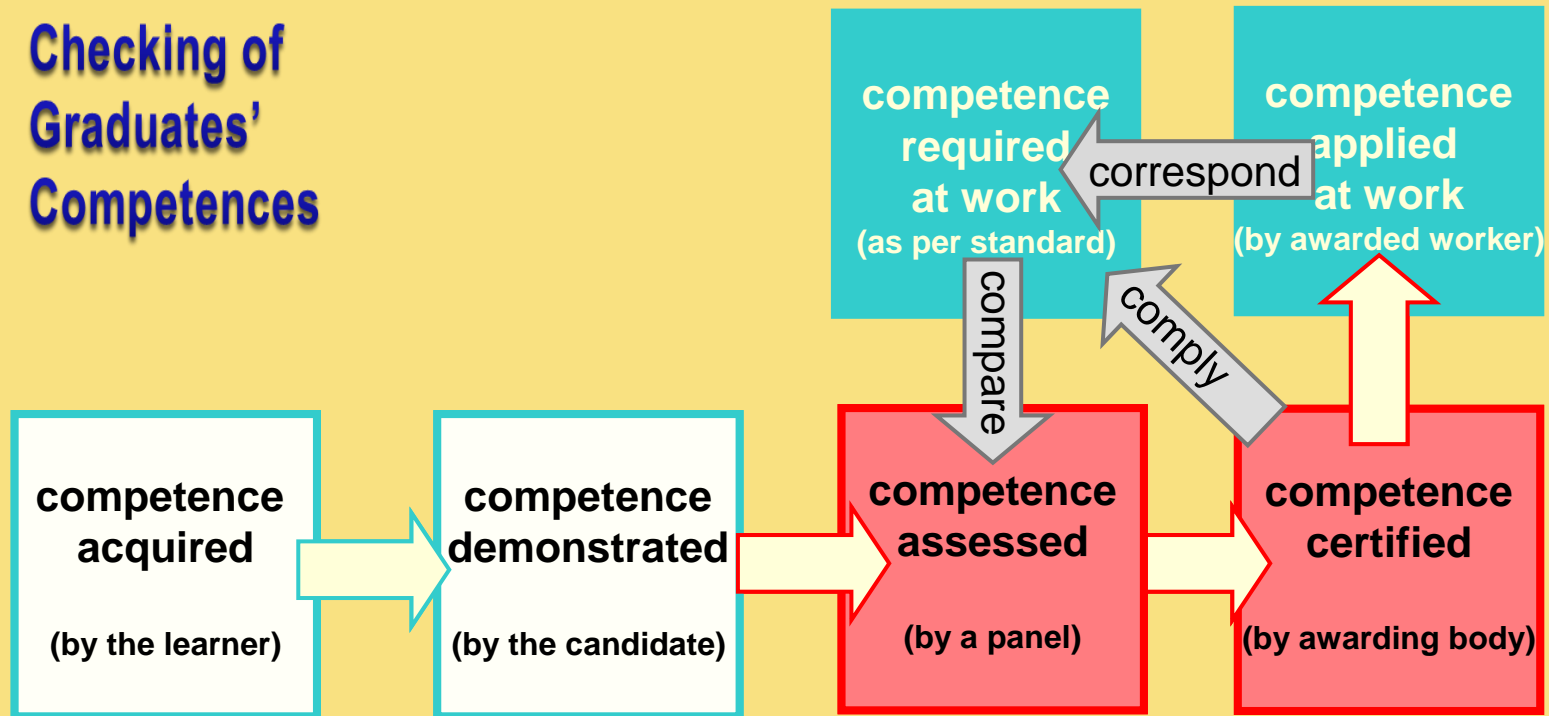 Checking of
Graduates’
Competences
competence
required
at work
(as per standard)
correspond
competence
applied
at work
(by awarded worker)
compare
comply
competence
acquired
(by the learner)
competence
demonstrated
(by the candidate)
competence
assessed
(by a panel)
competence
certified
(by awarding body)